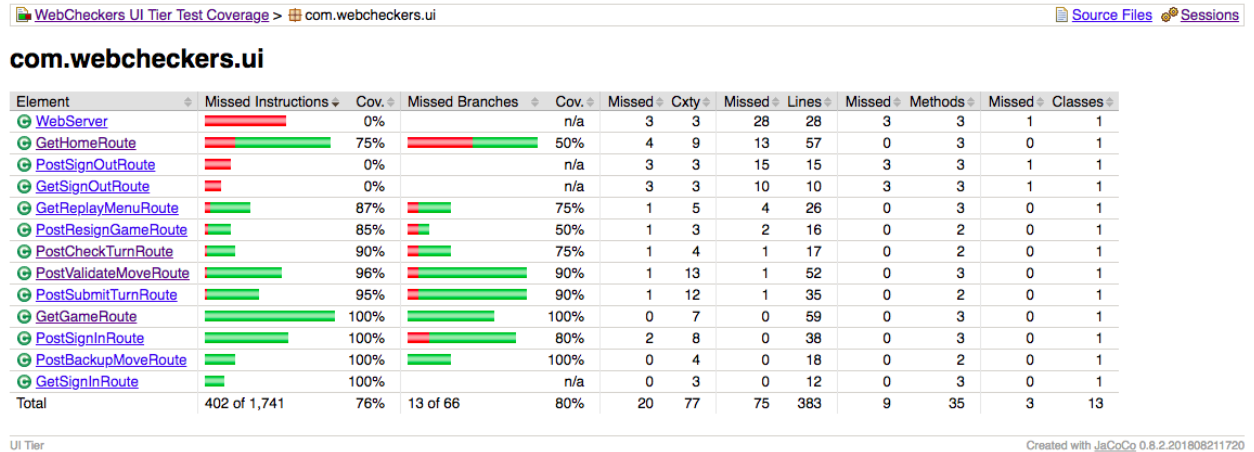 WebCheckers UI Tier Test Coverage > com.webcheckers.ui Source Files Sessions
com.webcheckers.ui
Element Missed Instructions Cov. Missed Branches Cov. Missed Cxty Missed Lines Missed Methods Missed Classes
WebServer 0% n/a 3 3 28 28 3 3 1 1
GetHomeRoute 75% 50% 4 9 13 57 0 3 0 1
PostSignOutRoute 0% n/a 3 3 15 15 3 3 1 1
GetSignOutRoute 0% n/a 3 3 10 10 3 3 1 1
GetReplayMenuRoute 87% 75% 1 5 4 26 0 3 0 1
PostResignGameRoute 85% 50% 1 3 2 16 0 2 0 1
PostCheckTurnRoute 90% 75% 1 4 1 17 0 2 0 1
PostValidateMoveRoute 96% 90% 1 13 1 52 0 3 0 1
PostSubmitTurnRoute 95% 90% 1 12 1 35 0 2 0 1
GetGameRoute 100% 100% 0 7 0 59 0 3 0 1
PostSignInRoute 100% 80% 2 8 0 38 0 3 0 1
PostBackupMoveRoute 100% 100% 0 4 0 18 0 2 0 1
GetSignInRoute 100% n/a 0 3 0 12 0 3 0 1
Total 402 of 1,741 76% 13 of 66 80% 20 77 75 383 9 35 3 13
UI Tier Created with JaCoCo 0.8.2.201808211720